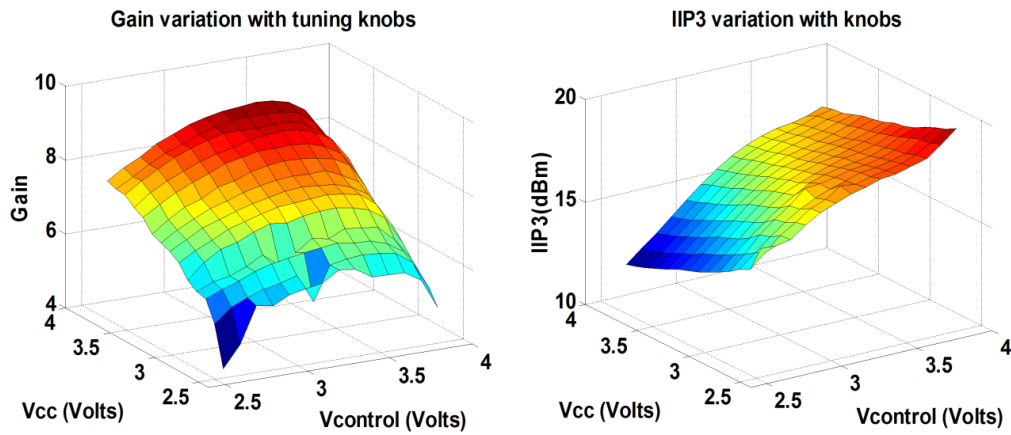 Gain variation with tuning knobs
10
8
6
4
Gain
4
3.5
3
2.5
Vcc (Volts)
2.5
3
3.5
4
Vcontrol (Volts)
IIP3 variation with knobs
20
15
10
IIP3(dBm)
4
3.5
3
2.5
Vcc (Volts)
2.5
3
3.5
4
Vcontrol (Volts)